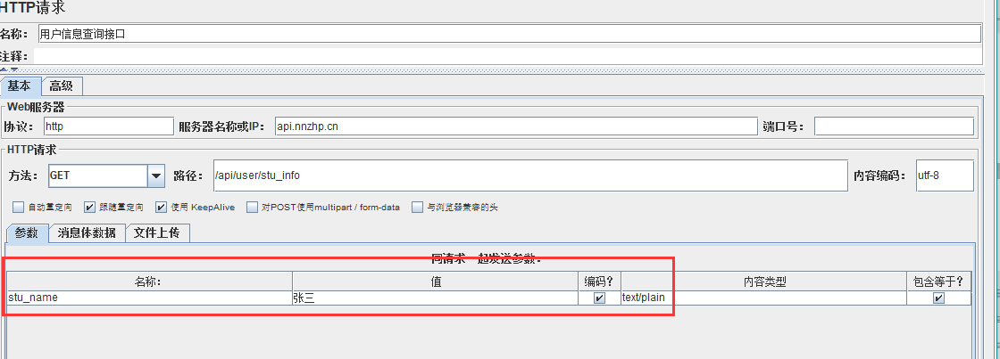 HTTP请求
名称： 用户信息查询接口
注释：
基本 高级
Web服务器
协议： http 服务器名称或IP： api.nnzhp.cn 端口号：
HTTP请求
方法： GET 路径： /api/user/stu_info 内容编码： utf-8
自动重定向 跟随重定向 使用 KeepAlive 对POST使用multipart / form-data 与浏览器兼容的头
参数 消息体数据 文件上传
同请求一起发送参数：
名称： 值 编码？ 内容类型 包含等于？
stu_name 张三 text/plain